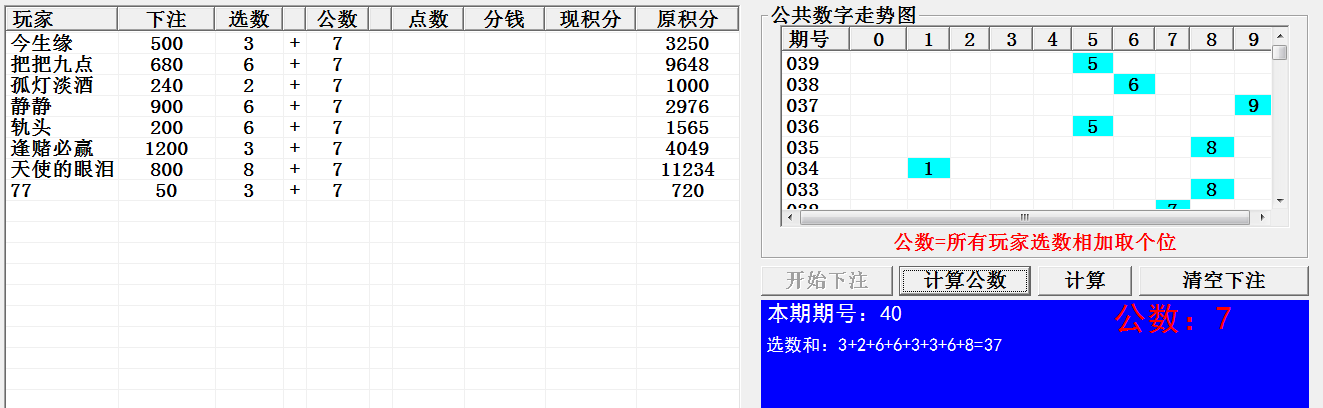 玩家 下注 选数 公数 点数 分钱 现积分 原积分
今生缘 500 3 + 7 3250
把把九点 680 6 + 7 9648
孤灯淡酒 240 2 + 7 1000
静静 900 6 + 7 2976
轨头 200 6 + 7 1565
逢赌必赢 1200 3 + 7 4049
天使的眼泪 800 8 + 7 11234
77 50 3 + 7 720
公共数字走势图
期号 0 1 2 3 4 5 6 7 8 9
039 5
038 6
037 9
036 5
035 8
034 1
033 8
公数=所有玩家选数相加取个位
开始下注 计算公数 计算 清空下注
本期期号：40 公数：7
选数和：3+2+6+6+3+3+6+8=37